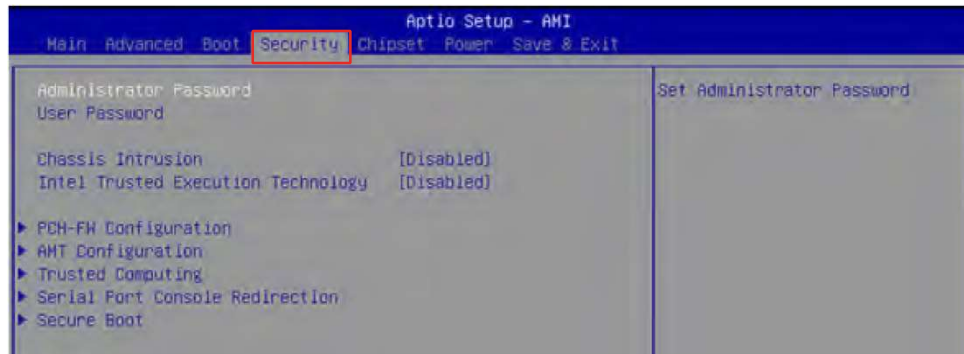 Aptio Setup - AMI
Main Advanced Boot Security Chipset Power Save & Exit
Administrator Password
Set Administrator Password
User Password
Chassis Intrusion [Disabled]
Intel Trusted Execution Technology [Disabled]
PCH-FW Configuration
AMT Configuration
Trusted Computing
Serial Port Console Redirection
Secure Boot